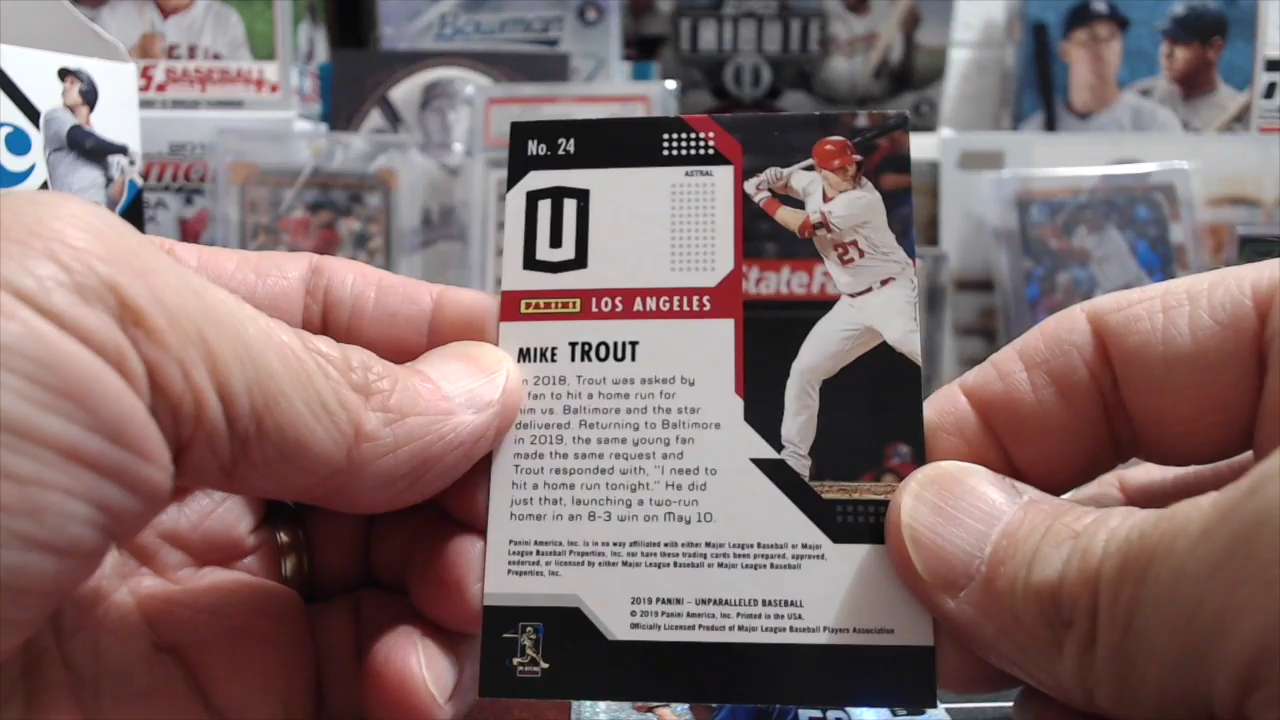 Bowman
TRIBUTE
BASEBALL
No. 24
ASTRAL
U
27
StateFa
PANINI LOS ANGELES
MIKE TROUT
n 2018, Trout was asked by
fan to hit a home run for
him vs. Baltimore and the star
delivered. Returning to Baltimore
in 2019, the same young fan
made the same request and
Trout responded with, "I need to
hit a home run tonight." He did
just that, launching a two-run
homer in an 8-3 win on May 10.
Panini America, Inc. is in no way affiliated with either Major League Baseball or Major
League Baseball Properties, Inc. nor have these trading cards been prepared, approved,
endorsed, or licensed by either Major League Baseball or Major League Baseball
Properties, Inc.
2019 PANINI – UNPARALLELED BASEBALL
© 2019 Panini America, Inc. Printed in the USA.
Officially Licensed Product of Major League Baseball Players Association